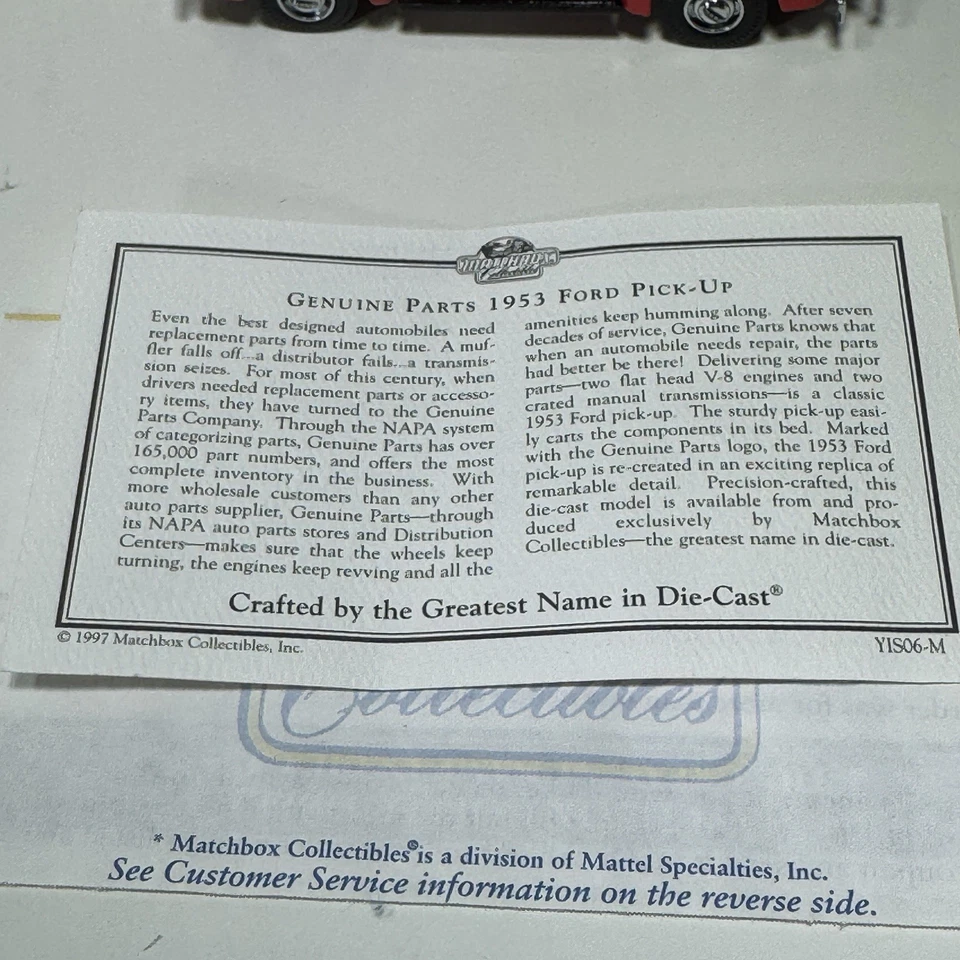 MATCHBOX
Collectibles
GENUINE PARTS 1953 FORD PICK-UP
Even the best designed automobiles need
replacement parts from time to time. A muf-
fler falls off...a distributor fails...a transmis-
sion seizes. For most of this century, when
drivers needed replacement parts or accesso-
ry items, they have turned to the Genuine
Parts Company. Through the NAPA system
of categorizing parts, Genuine Parts has over
165,000 part numbers, and offers the most
complete inventory in the business. With
more wholesale customers than any other
auto parts supplier, Genuine Parts—through
its NAPA auto parts stores and Distribution
Centers—makes sure that the wheels keep
turning, the engines keep revving and all the
amenities keep humming along. After seven
decades of service, Genuine Parts knows that
when an automobile needs repair, the parts
had better be there! Delivering some major
parts—two flat head V-8 engines and two
crated manual transmissions—is a classic
1953 Ford pick-up. The sturdy pick-up easi-
ly carts the components in its bed. Marked
with the Genuine Parts logo, the 1953 Ford
pick-up is re-created in an exciting replica of
remarkable detail. Precision-crafted, this
die-cast model is available from and pro-
duced exclusively by Matchbox
Collectibles—the greatest name in die-cast.
Crafted by the Greatest Name in Die-Cast®
© 1997 Matchbox Collectibles, Inc.
YIS06-M
Collectibles
* Matchbox Collectibles® is a division of Mattel Specialties, Inc.
See Customer Service information on the reverse side.